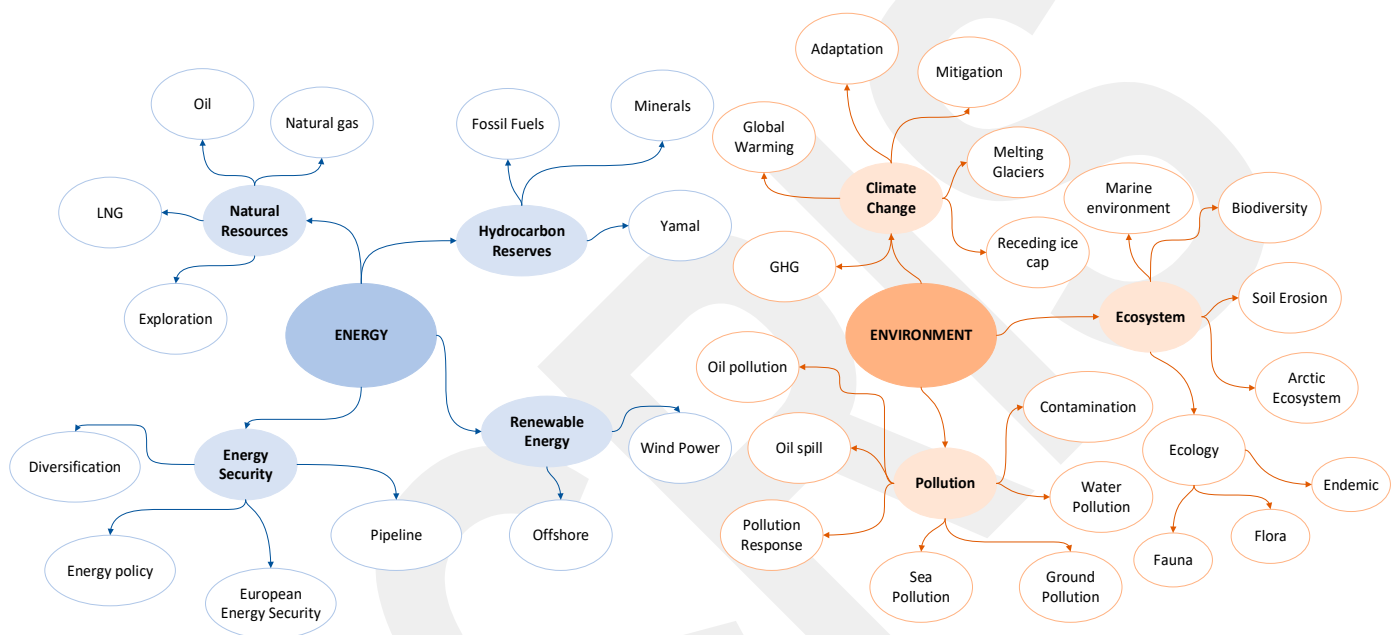 Oil
Natural gas
LNG
Natural
Resources
Exploration
Fossil Fuels
Minerals
Hydrocarbon
Reserves
Yamal
ENERGY
Energy
Security
Diversification
Energy policy
European
Energy Security
Pipeline
Renewable
Energy
Wind Power
Offshore
Adaptation
Mitigation
Global
Warming
Climate
Change
Melting
Glaciers
Receding ice
cap
GHG
ENVIRONMENT
Marine
environment
Biodiversity
Ecosystem
Soil Erosion
Arctic
Ecosystem
Ecology
Endemic
Flora
Fauna
Oil pollution
Oil spill
Pollution
Response
Pollution
Contamination
Water
Pollution
Sea
Pollution
Ground
Pollution